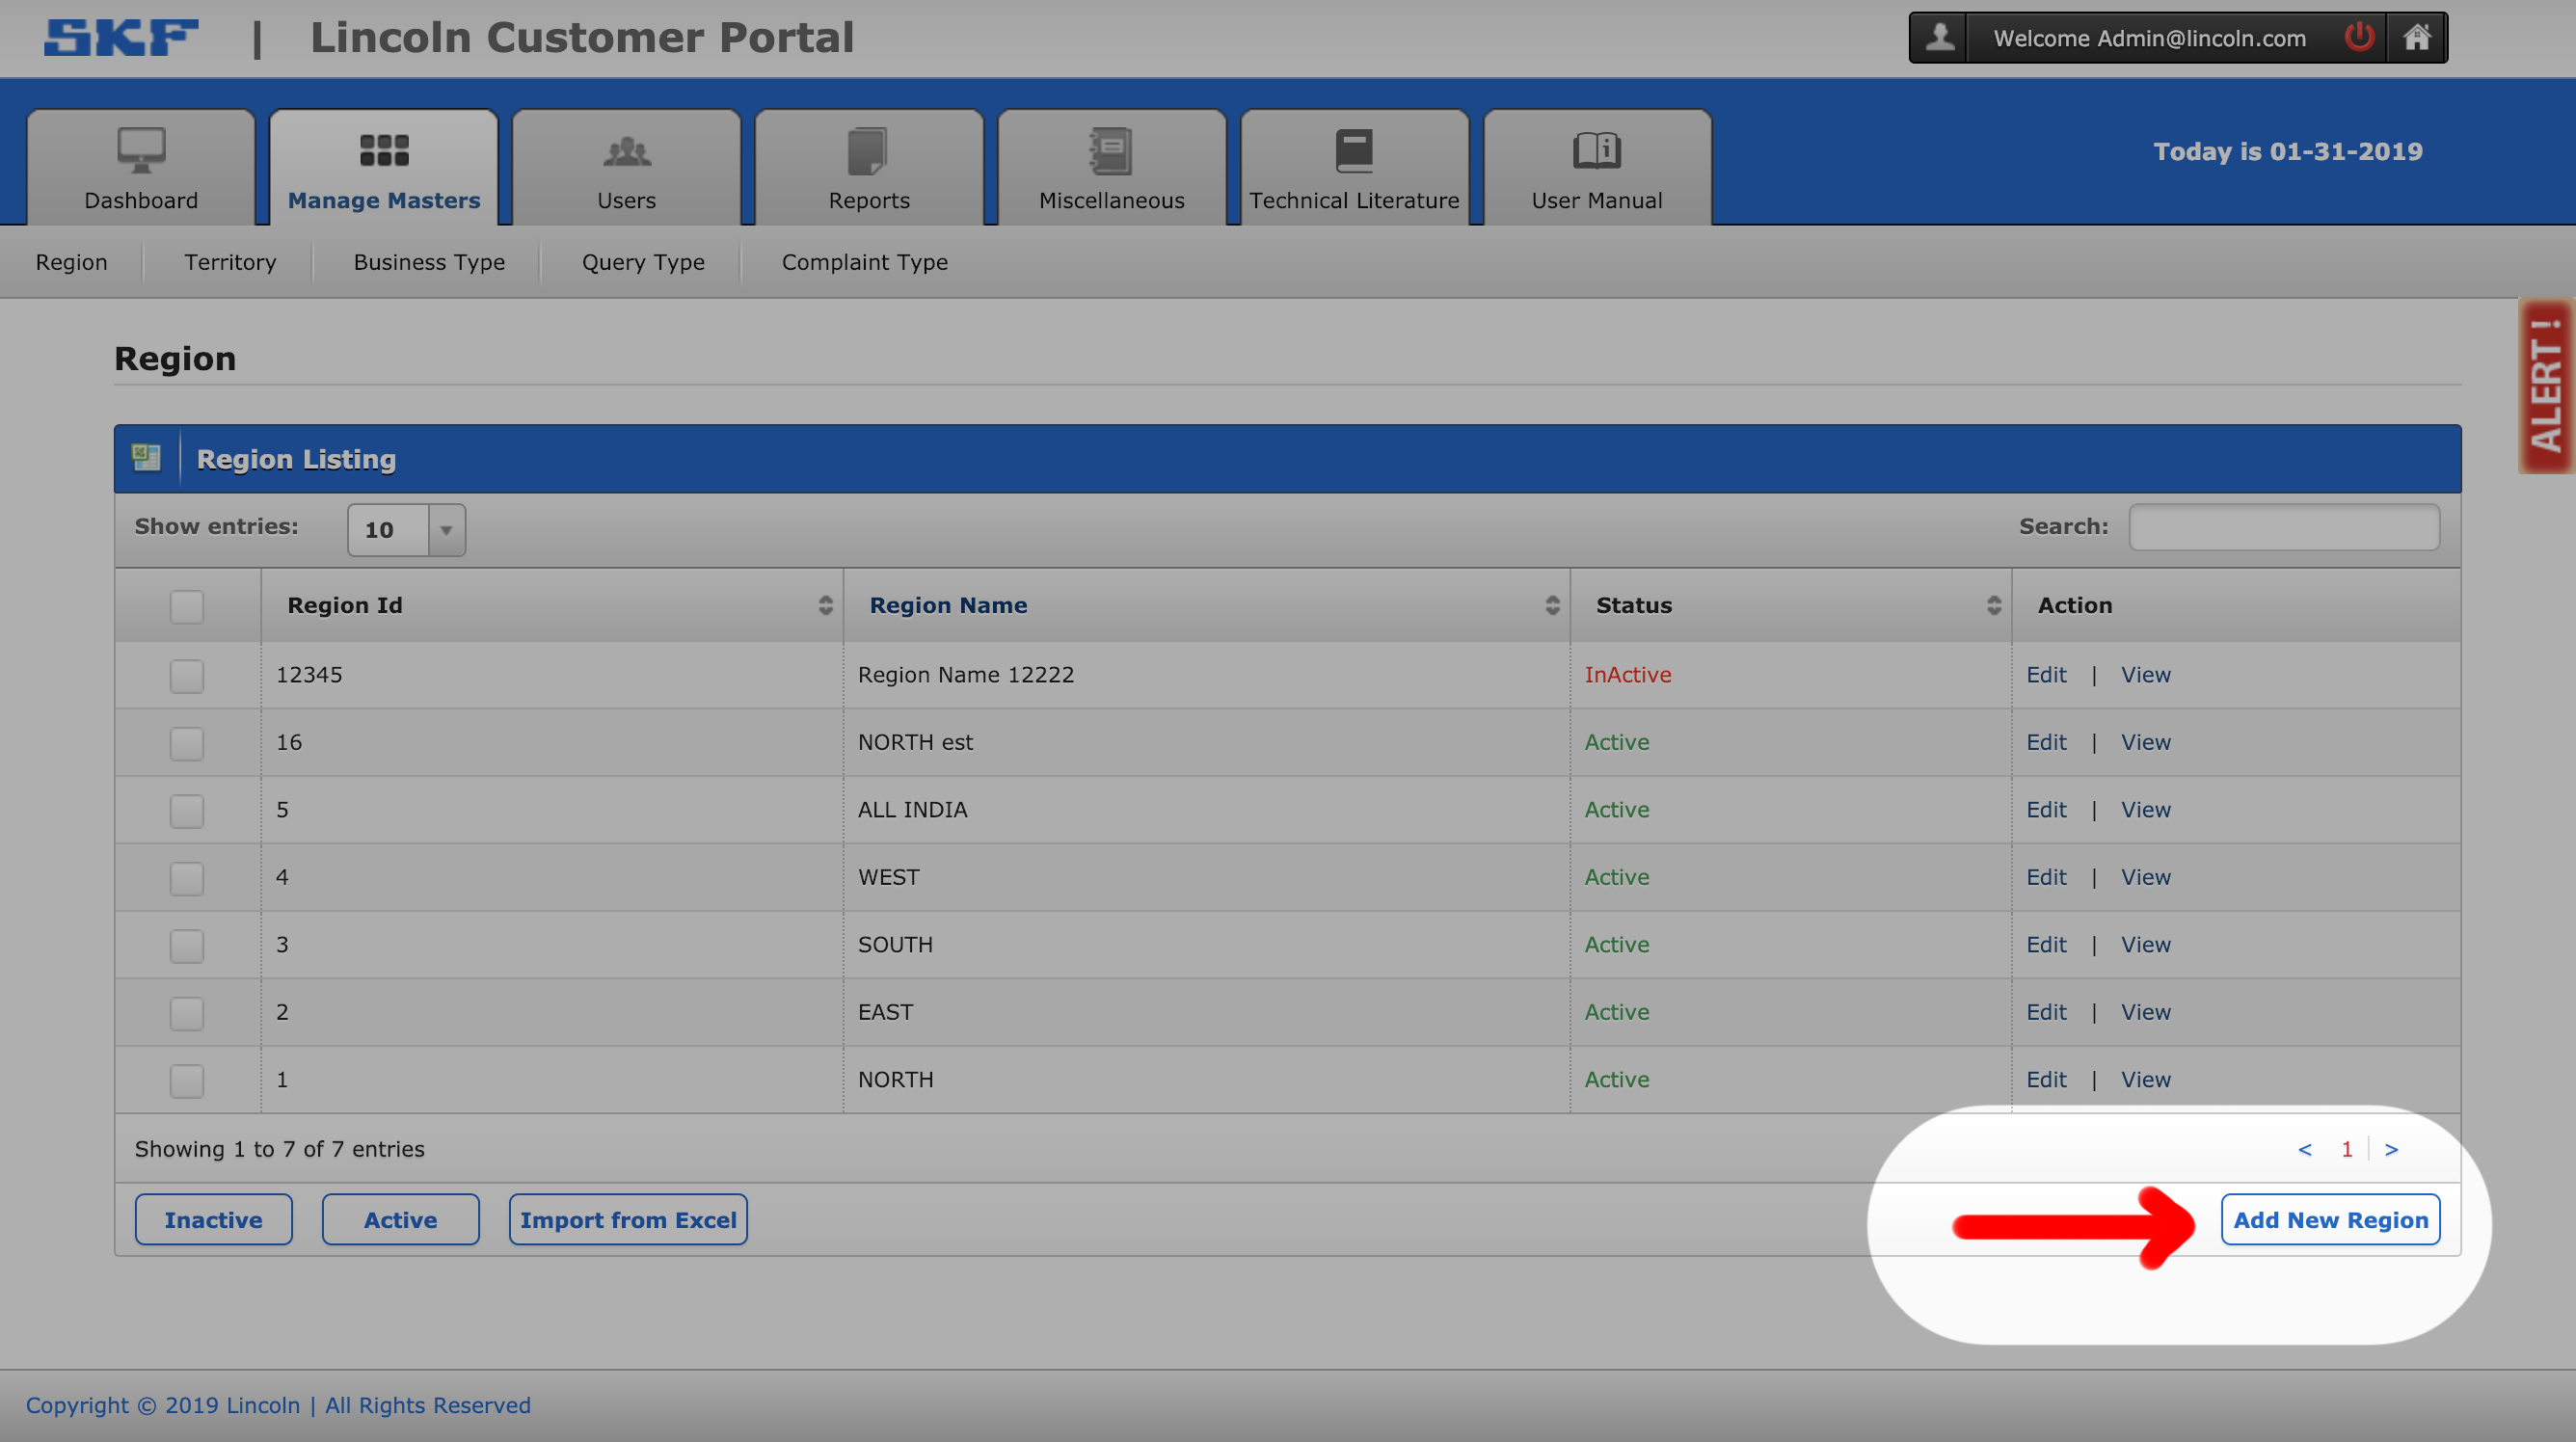 SKF | Lincoln Customer Portal
Welcome Admin@lincoln.com
Dashboard Manage Masters Users Reports Miscellaneous Technical Literature User Manual
Today is 01-31-2019
Region Territory Business Type Query Type Complaint Type
ALERT !
Region
Region Listing
Show entries: 10 Search:
Region Id Region Name Status Action
12345 Region Name 12222 InActive Edit | View
16 NORTH est Active Edit | View
5 ALL INDIA Active Edit | View
4 WEST Active Edit | View
3 SOUTH Active Edit | View
2 EAST Active Edit | View
1 NORTH Active Edit | View
Showing 1 to 7 of 7 entries < 1 >
Inactive Active Import from Excel Add New Region
Copyright © 2019 Lincoln | All Rights Reserved